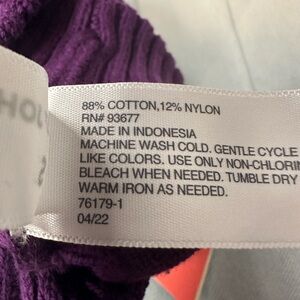 HOU
88% COTTON,12% NYLON
RN# 93677
MADE IN INDONESIA
MACHINE WASH COLD. GENTLE CYCLE
LIKE COLORS. USE ONLY NON-CHLORIN
BLEACH WHEN NEEDED. TUMBLE DRY
WARM IRON AS NEEDED.
76179-1
04/22